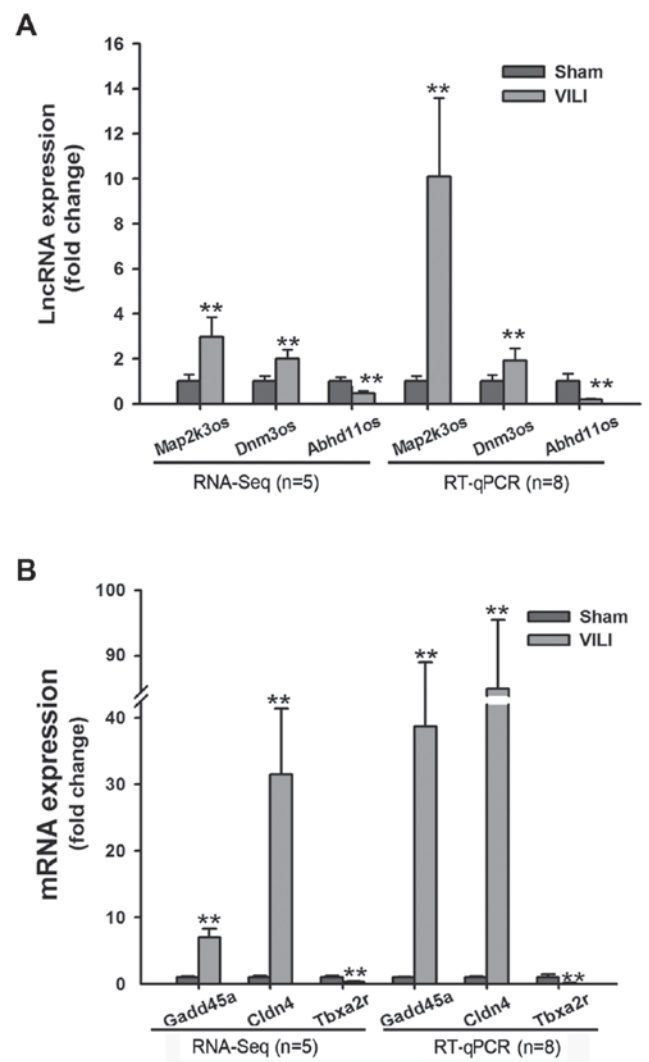 A
LncRNA expression
(fold change)
16
14
12
10
8
6
4
2
0
Sham
VILI
**
**
**
**
**
**
Map2k3os
Dnm3os
Abhd11os
Map2k3os
Dnm3os
Abhd11os
RNA-Seq (n=5)
RT-qPCR (n=8)
B
mRNA expression
(fold change)
100
90
40
30
20
10
0
Sham
VILI
**
**
**
**
**
**
Gadd45a
Cldn4
Tbxa2r
Gadd45a
Cldn4
Tbxa2r
RNA-Seq (n=5)
RT-qPCR (n=8)